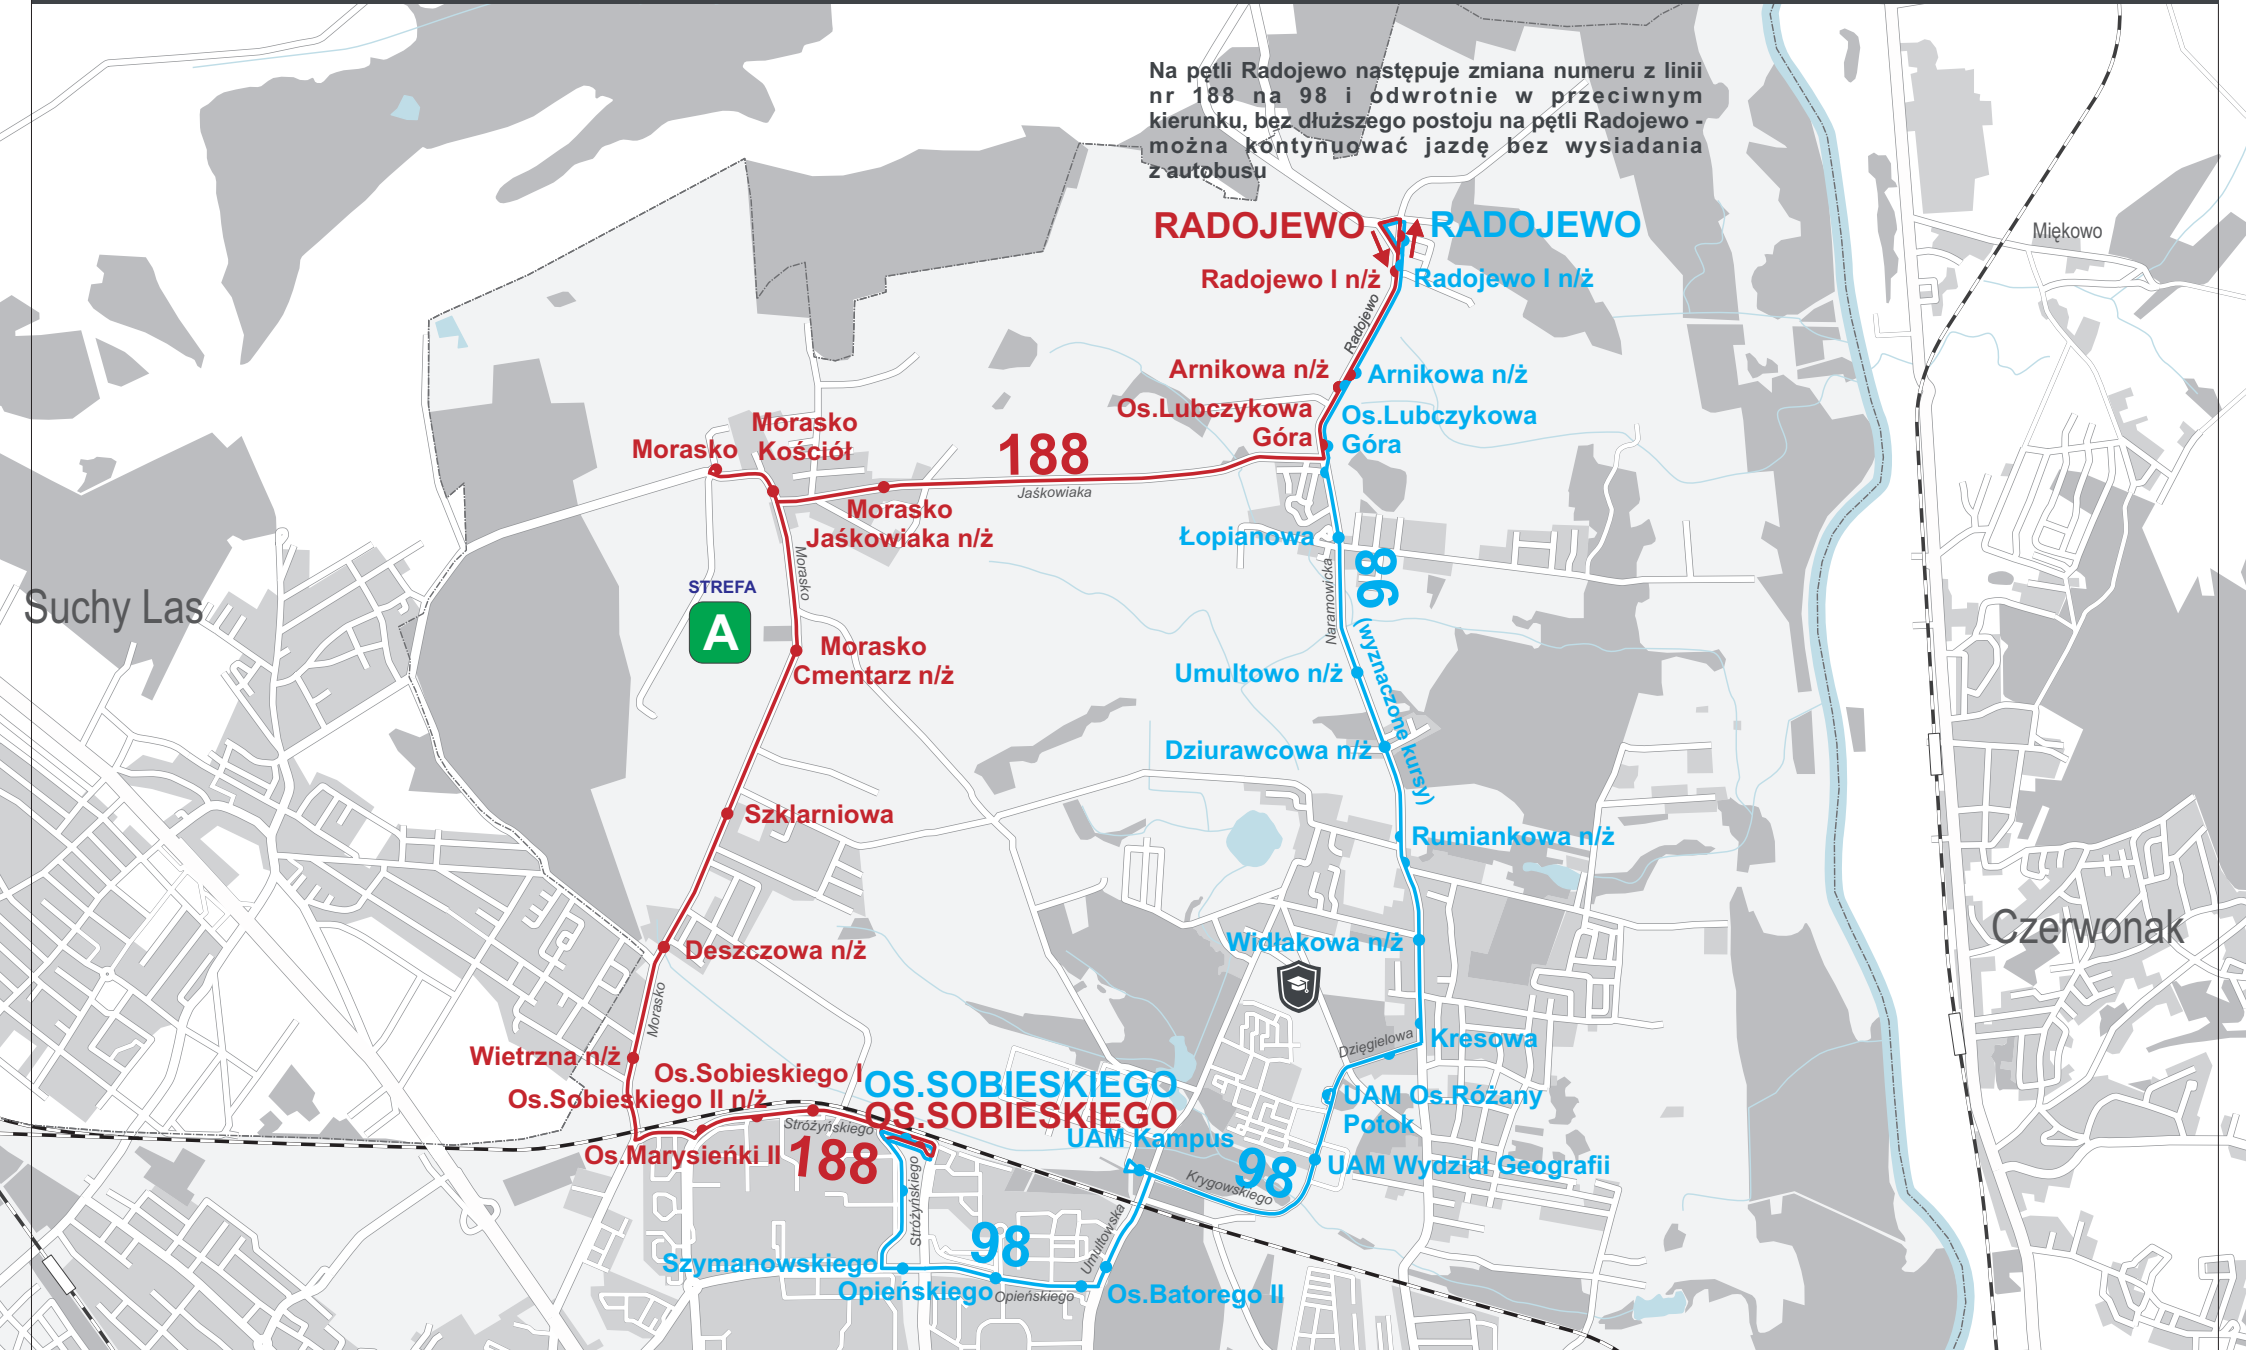 Na pętli Radojewo następuje zmiana numeru z linii
nr 188 na 98 i odwrotnie w przeciwnym
kierunku, bez dłuższego postoju na pętli Radojewo -
można kontynuować jazdę bez wysiadania
z autobusu
RADOJEWO
RADOJEWO
Miękowo
Radojewo I n/ż
Radojewo I n/ż
Radojewo
Arnikowa n/ż
Arnikowa n/ż
Os.Lubczykowa
Góra
Os.Lubczykowa
Góra
Morasko
Kościół
Morasko
188
Jaśkowiaka
Morasko
Jaśkowiaka n/ż
Łopianowa
98
(wyznaczone kursy)
Naramowicka
Morasko
STREFA
A
Suchy Las
Morasko
Cmentarz n/ż
Umultowo n/ż
Dziurawcowa n/ż
Szklarniowa
Rumiankowa n/ż
Czerwonak
Widłakowa n/ż
Deszczowa n/ż
Morasko
Dzięgielowa
Kresowa
Wietrzna n/ż
Os.Sobieskiego I
Os.Sobieskiego II n/ż
OS.SOBIESKIEGO
OS.SOBIESKIEGO
UAM Os.Różany
Potok
Stróżyńskiego
UAM Kampus
Os.Marysieńki II
188
98
UAM Wydział Geografii
Krygowskiego
Stróżyńskiego
Umultowska
98
Szymanowskiego
Opieńskiego
Opieńskiego
Os.Batorego II